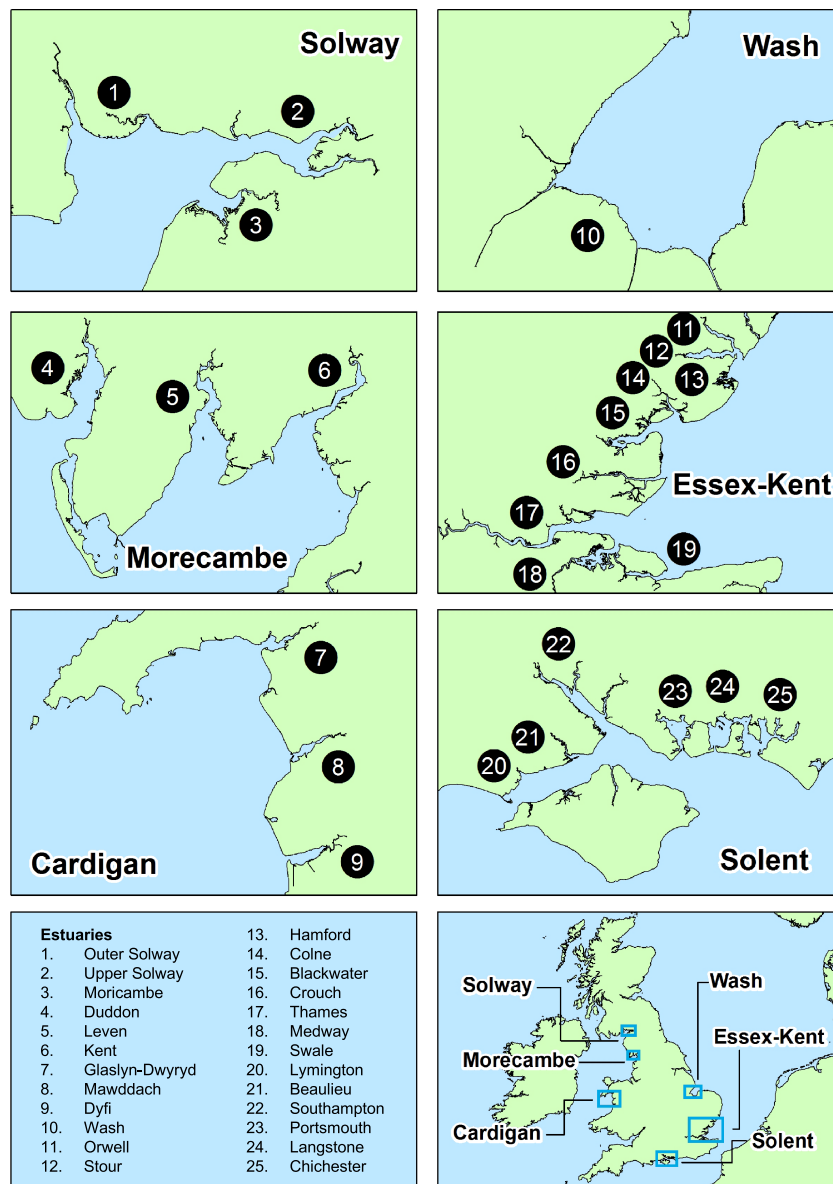 Solway
1
2
3
Wash
10
4
5
6
Morecambe
11
12
13
14
15
16
Essex-Kent
17
18
19
7
8
9
Cardigan
22
23
24
25
21
20
Solent
Estuaries
1. Outer Solway
2. Upper Solway
3. Moricambe
4. Duddon
5. Leven
6. Kent
7. Glaslyn-Dwyryd
8. Mawddach
9. Dyfi
10. Wash
11. Orwell
12. Stour
13. Hamford
14. Colne
15. Blackwater
16. Crouch
17. Thames
18. Medway
19. Swale
20. Lymington
21. Beaulieu
22. Southampton
23. Portsmouth
24. Langstone
25. Chichester
Solway
Wash
Essex-Kent
Morecambe
Cardigan
Solent